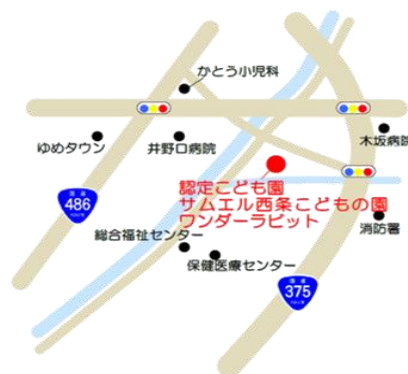 かとう小児科
ゆめタウン
井野口病院
木坂病院
認定こども園
サムエル西条こどもの園
ワンダーラビット
486
総合福祉センター
消防署
保健医療センター
375